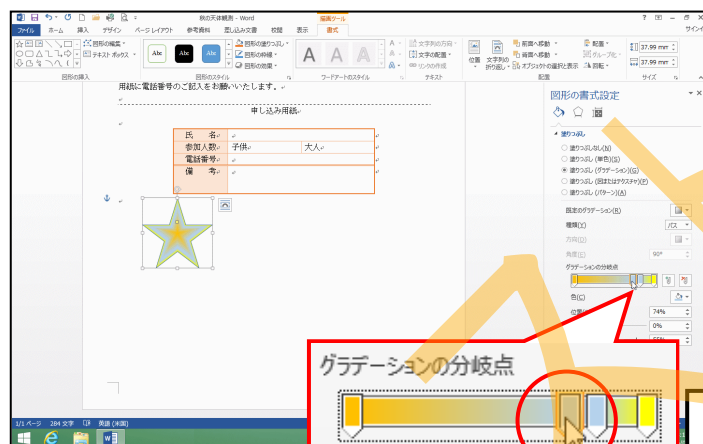 秋の天体観測 - Word
描画ツール
サインイン
ファイル ホーム 挿入 デザイン ページ レイアウト 参考資料 差し込み文書 校閲 表示 書式
図形の編集
テキスト ボックス
Abc Abc Abc
図形の塗りつぶし
図形の枠線
図形の効果
A A A
文字列の方向
文字の配置
リンクの作成
位置
文字列の折り返し
前面へ移動
背面へ移動
オブジェクトの選択と表示
配置
グループ化
回転
37.99 mm
37.99 mm
図形の挿入 図形のスタイル ワードアートのスタイル テキスト 配置 サイズ
用紙に電話番号のご記入をお願いいたします。
申し込み用紙
氏 名
参加人数 子供 大人
電話番号
備 考
図形の書式設定
塗りつぶし
塗りつぶしなし(N)
塗りつぶし (単色)(S)
塗りつぶし (グラデーション)(G)
塗りつぶし (図またはテクスチャ)(P)
塗りつぶし (パターン)(A)
既定のグラデーション(R)
種類(Y) パス
方向(D)
角度(E) 90°
グラデーションの分岐点
色(C)
74%
0%
グラデーションの分岐点
1/1 ページ 284 文字 英語 (米国)